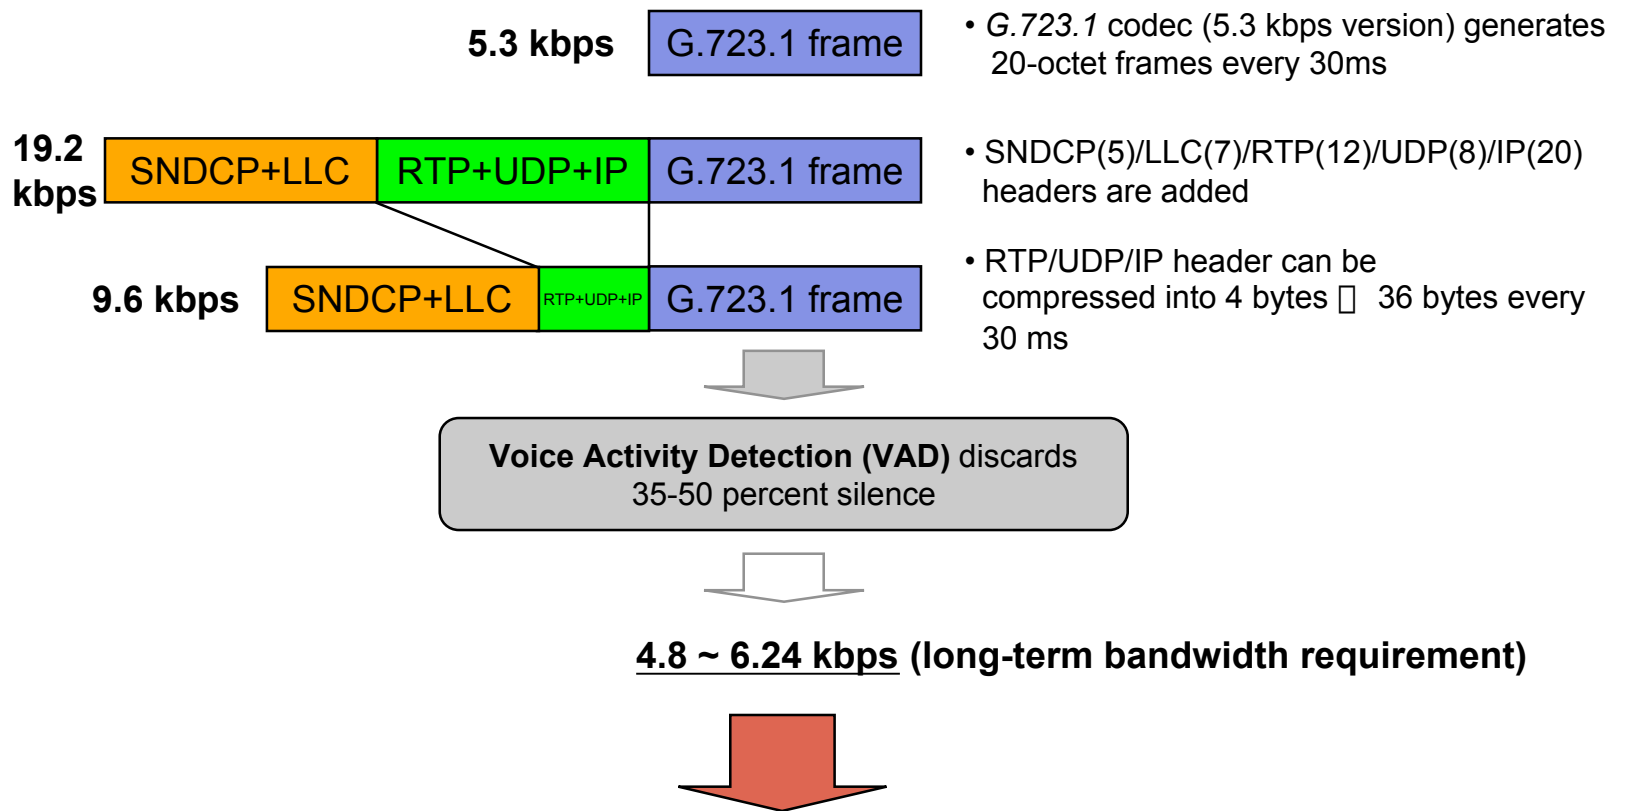 5.3 kbps
G.723.1 frame
• G.723.1 codec (5.3 kbps version) generates
20-octet frames every 30ms
19.2
kbps
SNDCP+LLC
RTP+UDP+IP
G.723.1 frame
• SNDCP(5)/LLC(7)/RTP(12)/UDP(8)/IP(20)
headers are added
9.6 kbps
SNDCP+LLC
RTP+UDP+IP
G.723.1 frame
• RTP/UDP/IP header can be
compressed into 4 bytes 􀃆 36 bytes every
30 ms
Voice Activity Detection (VAD) discards
35-50 percent silence
4.8 ~ 6.24 kbps (long-term bandwidth requirement)